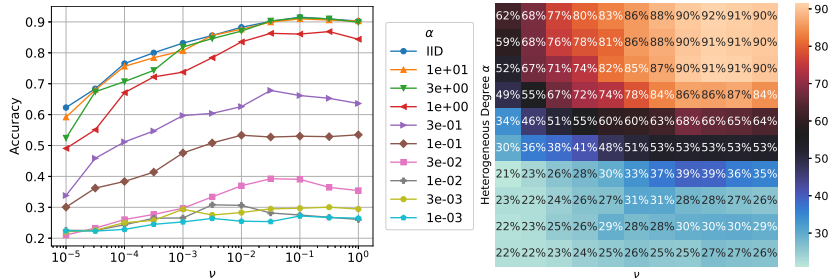 Accuracy
0.9
0.8
0.7
0.6
0.5
0.4
0.3
0.2
10⁻⁵ 10⁻⁴ 10⁻³ 10⁻² 10⁻¹ 10⁰
ν
α
IID
1e+01
3e+00
1e+00
3e-01
1e-01
3e-02
1e-02
3e-03
1e-03
Heterogeneous Degree α
62% 68% 77% 80% 83% 86% 88% 90% 92% 91% 90%
59% 68% 76% 78% 81% 86% 88% 90% 91% 91% 90%
52% 67% 71% 74% 82% 85% 87% 90% 91% 91% 90%
49% 55% 67% 72% 74% 78% 84% 86% 86% 87% 84%
34% 46% 51% 55% 60% 60% 63% 68% 66% 65% 64%
30% 36% 38% 41% 48% 51% 53% 53% 53% 53% 53%
21% 23% 26% 28% 30% 33% 37% 39% 39% 36% 35%
23% 22% 24% 26% 27% 31% 31% 28% 28% 27% 26%
22% 23% 25% 26% 29% 28% 28% 30% 30% 30% 29%
22% 22% 23% 24% 25% 26% 25% 25% 27% 27% 26%
ν
90
80
70
60
50
40
30